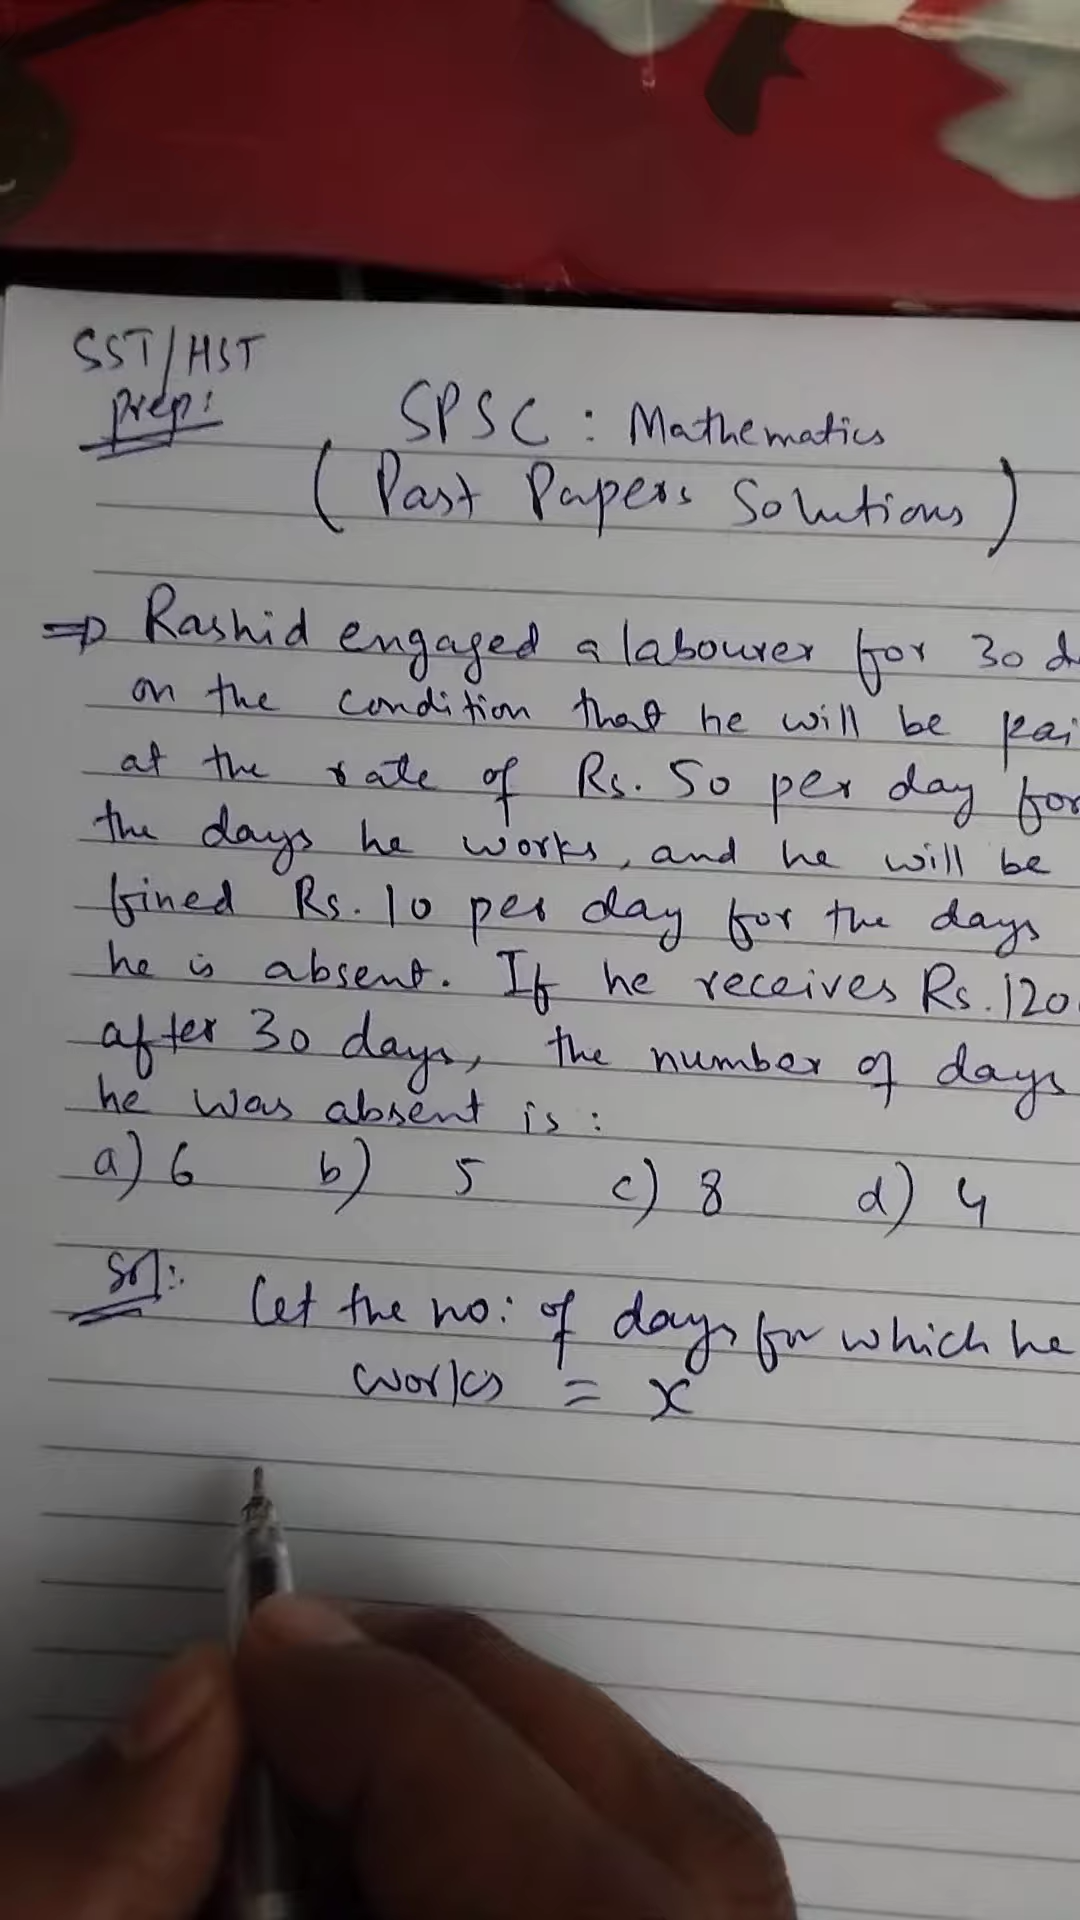 SST/HST
prep:
SPSC: Mathematics
(Past Papers Solutions)
⇒ Rashid engaged a labourer for 30 d
on the condition that he will be pai
at the rate of Rs. 50 per day for
the days he works, and he will be
fined Rs. 10 per day for the days
he is absent. If he receives Rs. 120
after 30 days, the number of days
he was absent is:
a) 6 b) 5 c) 8 d) 4
Sol:. Let the no: of days for which he
works = x